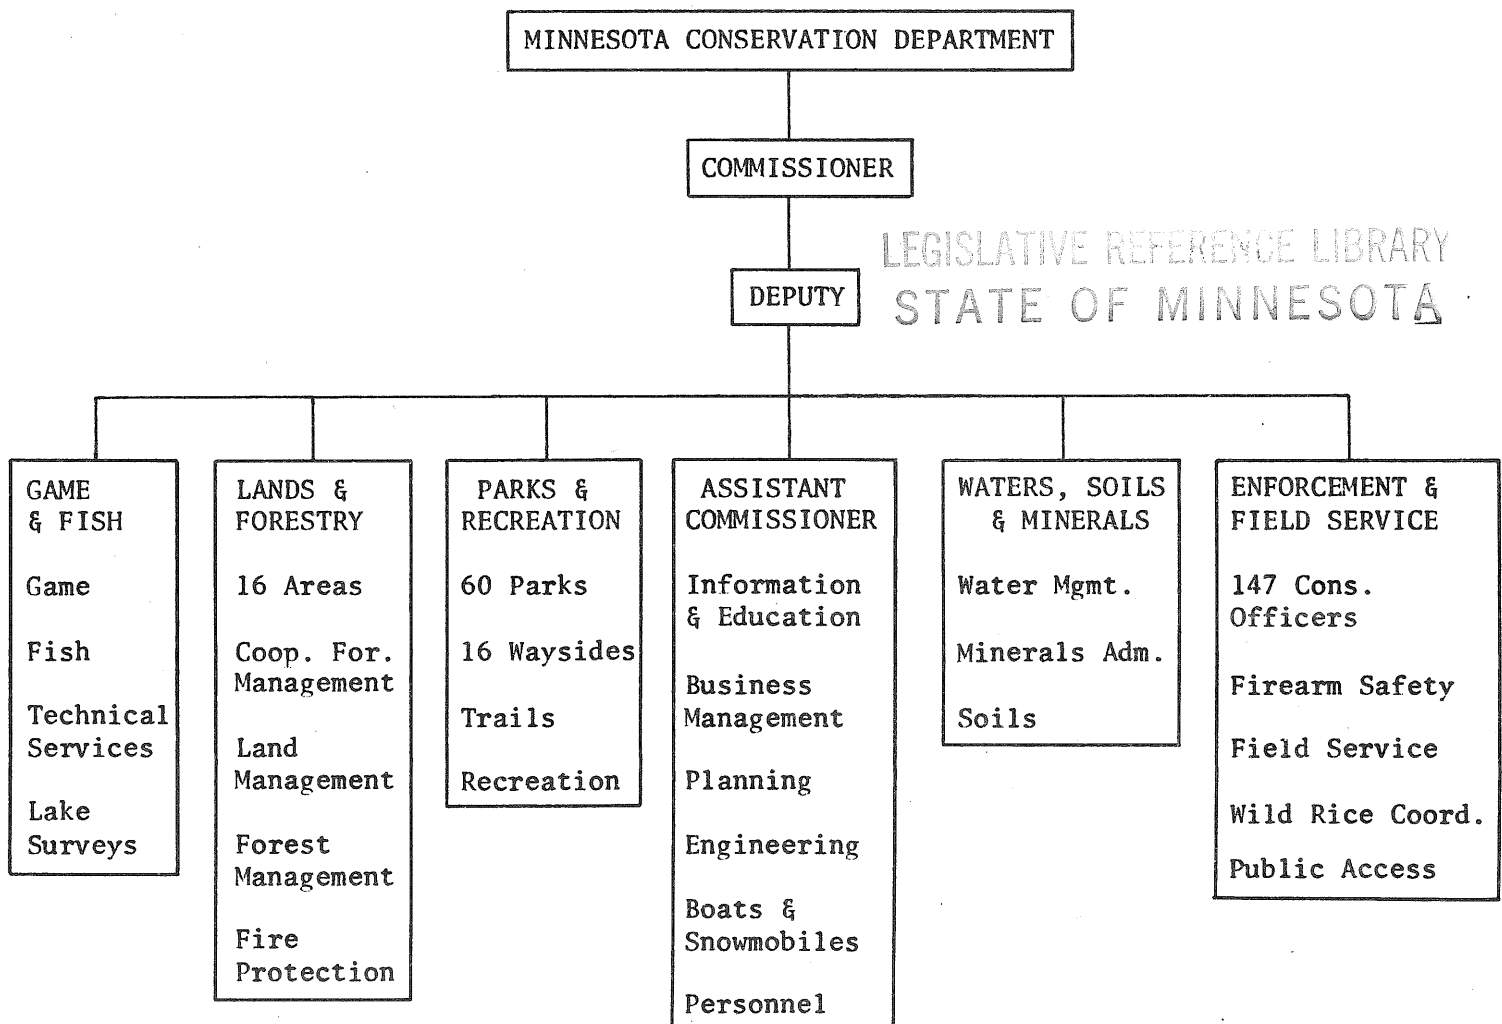 MINNESOTA CONSERVATION DEPARTMENT
COMMISSIONER
LEGISLATIVE REFERENCE LIBRARY
STATE OF MINNESOTA
DEPUTY
GAME
& FISH
Game
Fish
Technical
Services
Lake
Surveys
LANDS &
FORESTRY
16 Areas
Coop. For.
Management
Land
Management
Forest
Management
Fire
Protection
PARKS &
RECREATION
60 Parks
16 Waysides
Trails
Recreation
ASSISTANT
COMMISSIONER
Information
& Education
Business
Management
Planning
Engineering
Boats &
Snowmobiles
Personnel
WATERS, SOILS
& MINERALS
Water Mgmt.
Minerals Adm.
Soils
ENFORCEMENT &
FIELD SERVICE
147 Cons.
Officers
Firearm Safety
Field Service
Wild Rice Coord.
Public Access